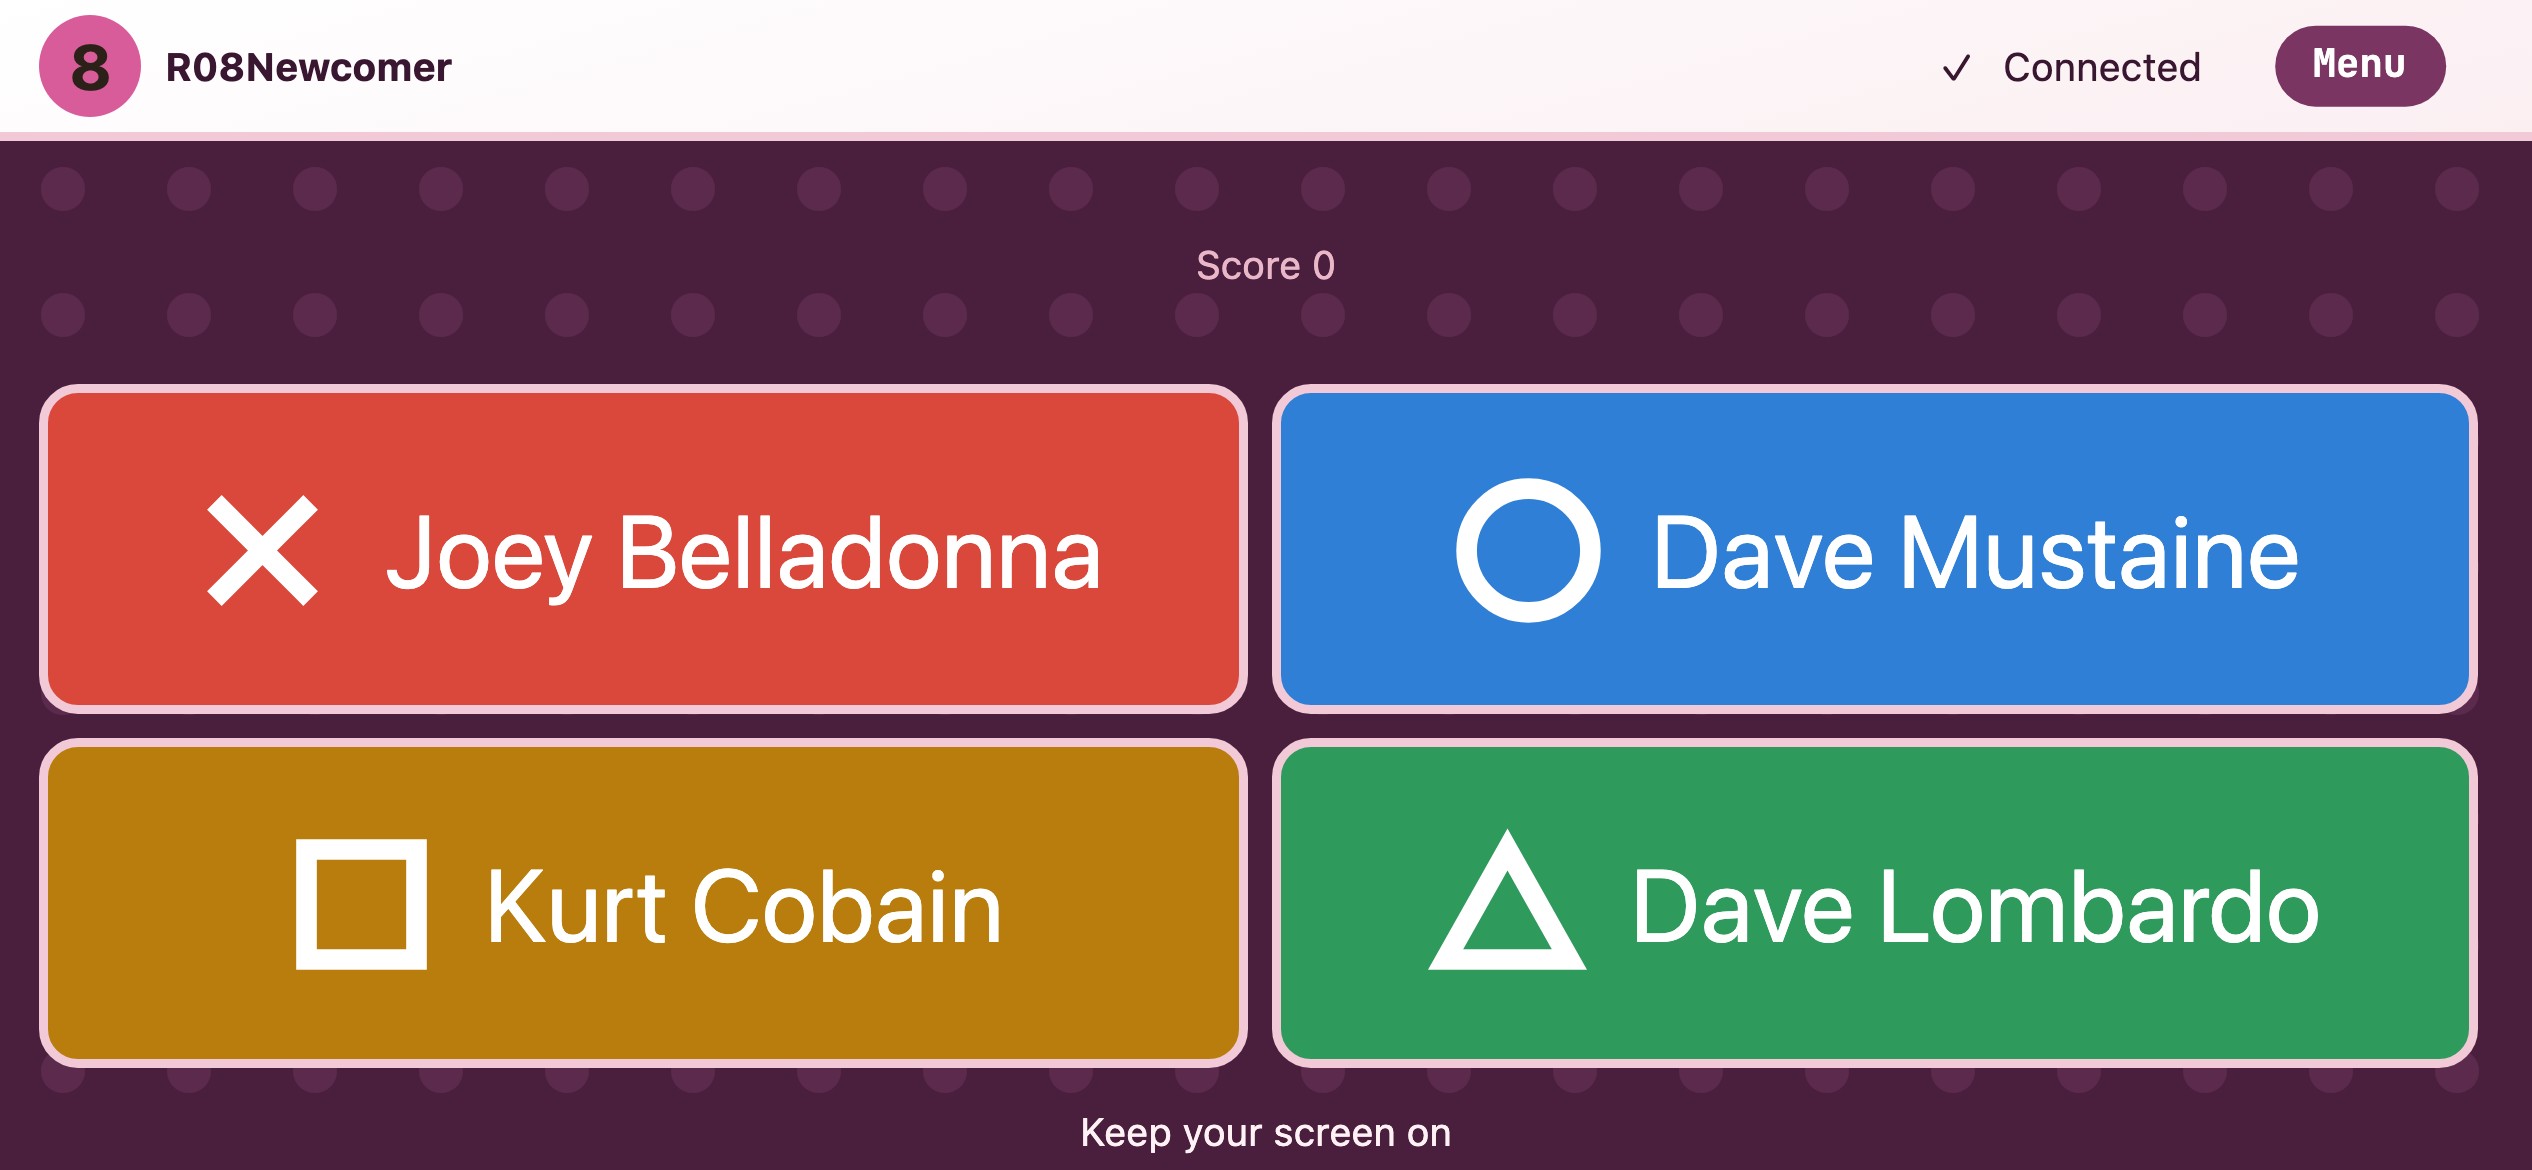 8 R08Newcomer ✓ Connected Menu
Score 0
Joey Belladonna
Dave Mustaine
Kurt Cobain
Dave Lombardo
Keep your screen on